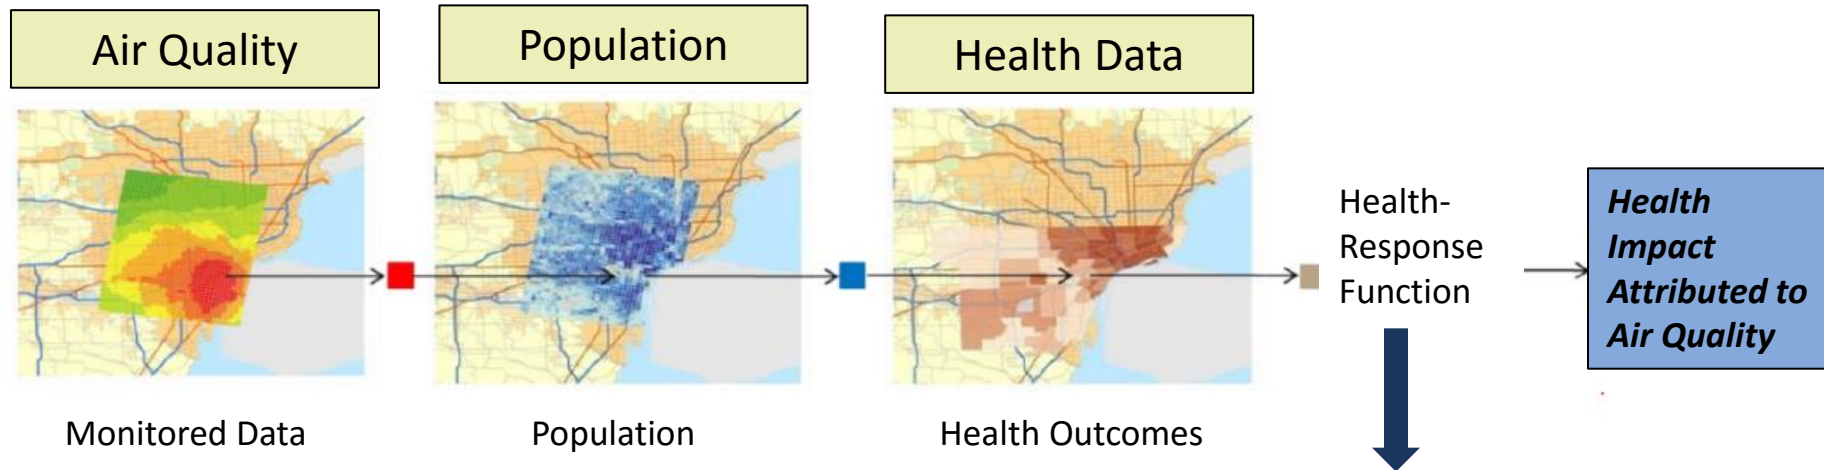 Air Quality
Population
Health Data
Health-
Response
Function
Health
Impact
Attributed to
Air Quality
Monitored Data
Population
Health Outcomes